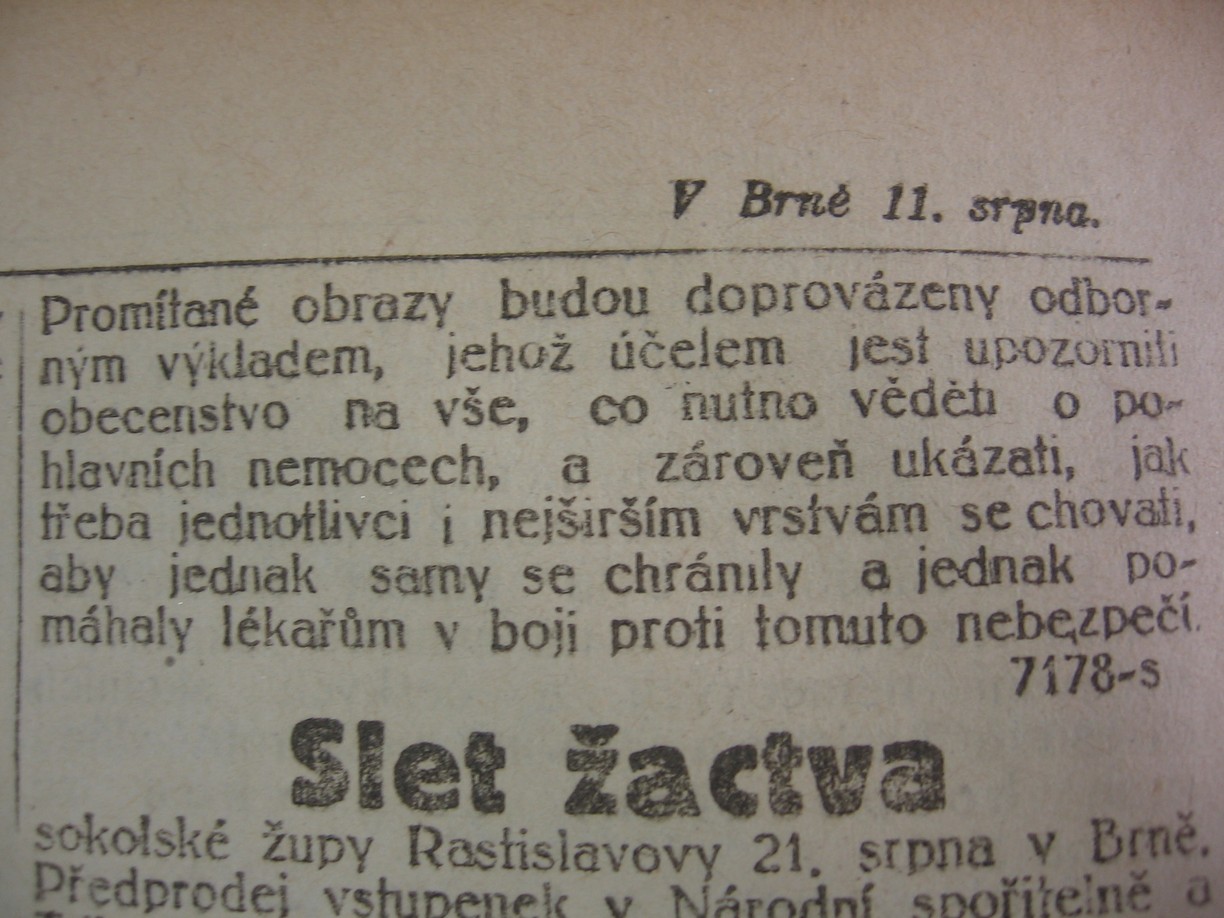 V Brně 11. srpna.
Promítané obrazy budou doprovázeny odbor-
ným výkladem, jehož účelem jest upozorniti
obecenstvo na vše, co nutno věděti o po-
hlavních nemocech, a zároveň ukázati, jak
třeba jednotlivci i nejširším vrstvám se chovati,
aby jednak samy se chránily a jednak po-
máhaly lékařům v boji proti tomuto nebezpečí.
7178-s
Slet žactva
sokolské župy Rastislavovy 21. srpna v Brně.
Předprodej vstupenek v Národní spořitelně a